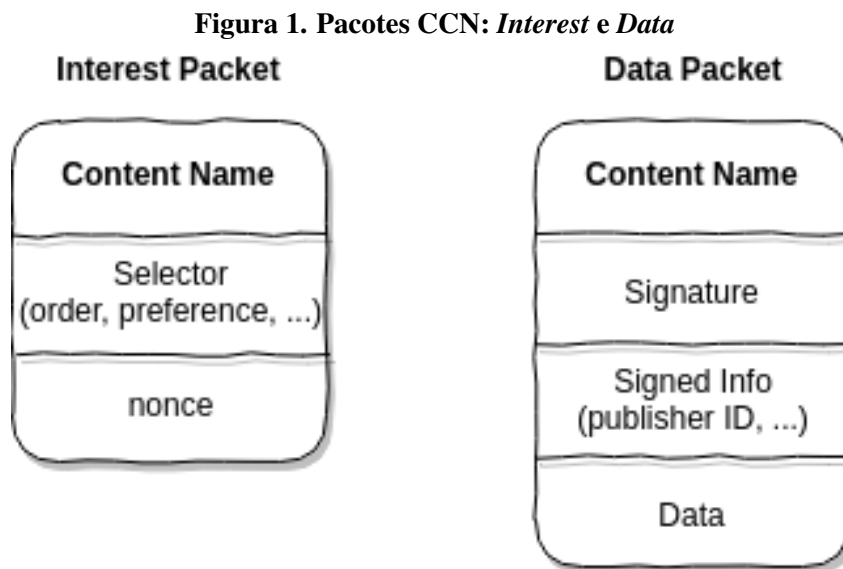 Figura 1. Pacotes CCN: Interest e Data
Interest Packet
Content Name
Selector
(order, preference, ...)
nonce
Data Packet
Content Name
Signature
Signed Info
(publisher ID, ...)
Data